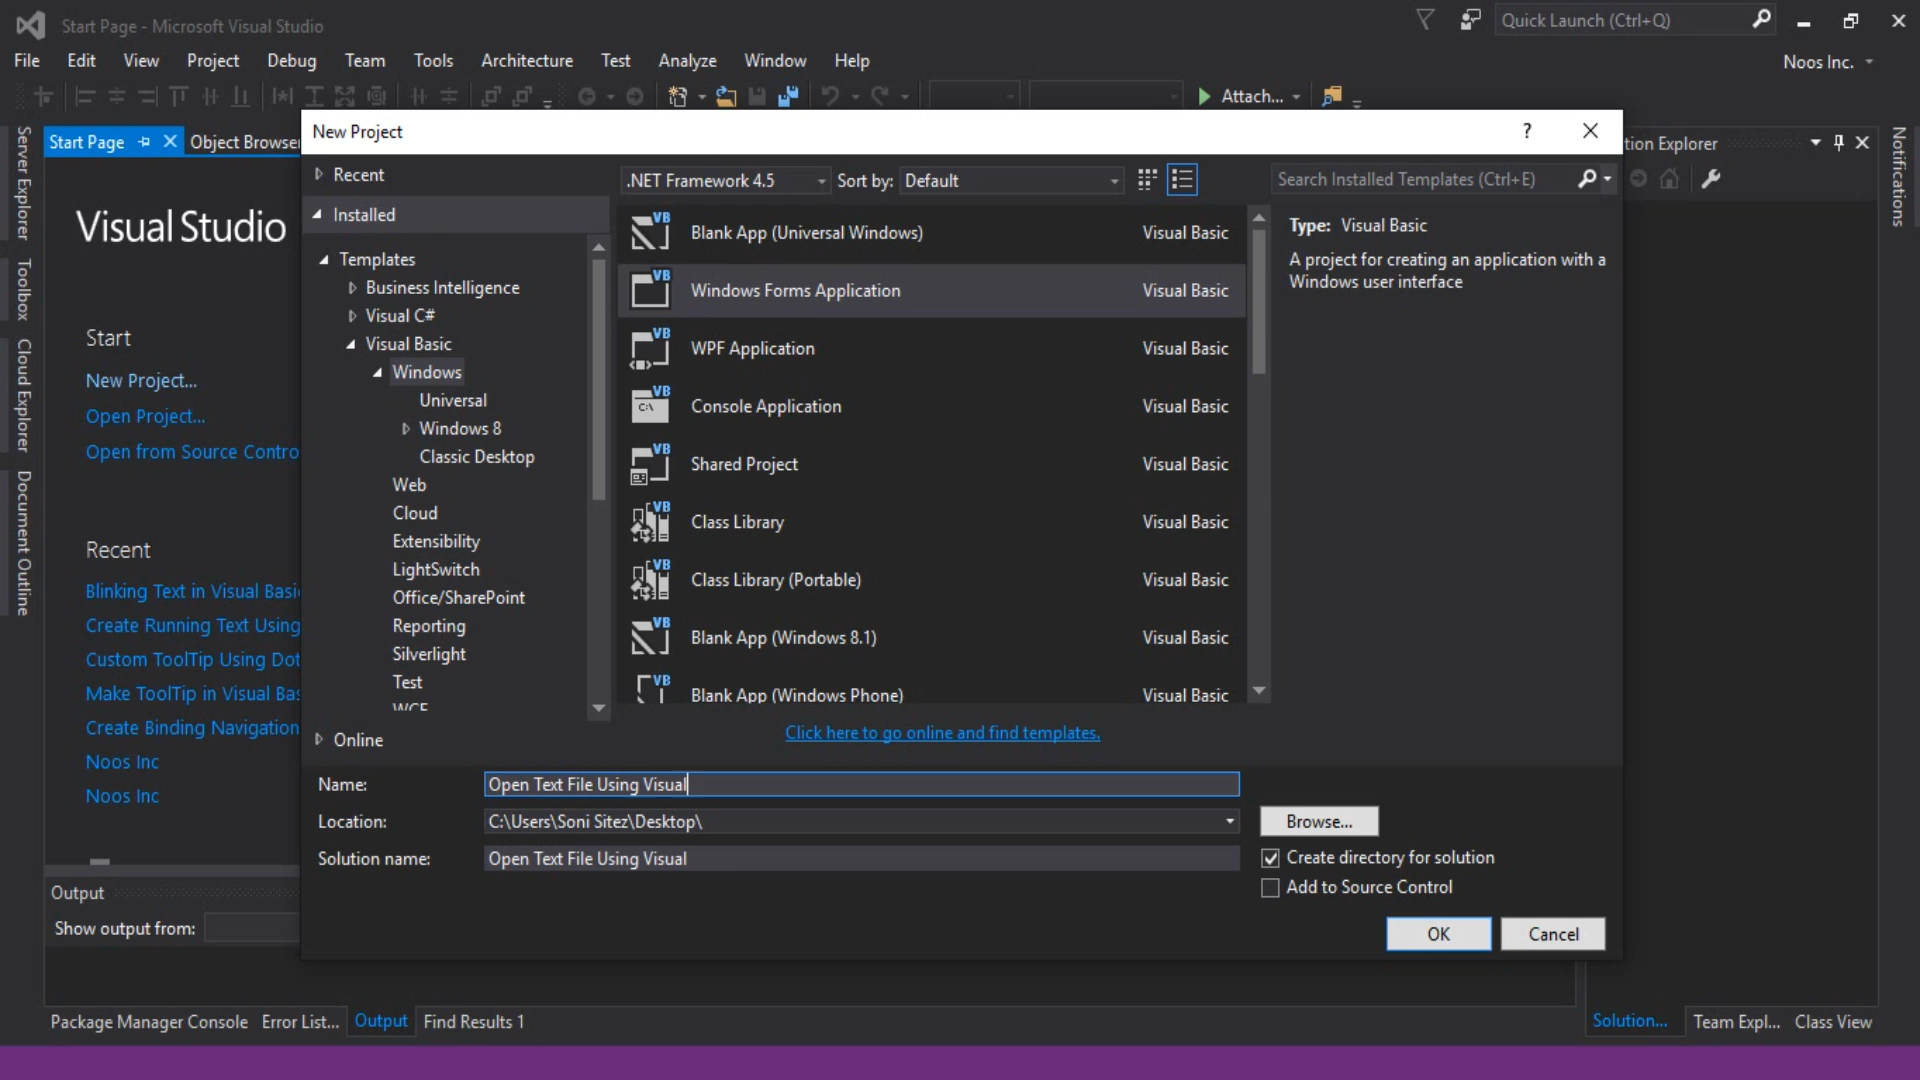 Start Page - Microsoft Visual Studio
Quick Launch (Ctrl+Q)
File Edit View Project Debug Team Tools Architecture Test Analyze Window Help
Noos Inc.
Attach...
Server Explorer
Toolbox
Cloud Explorer
Document Outline
Start Page
Object Browser
Visual Studio
Start
New Project...
Open Project...
Open from Source Contro
Recent
Blinking Text in Visual Basi
Create Running Text Using
Custom ToolTip Using Dot
Make ToolTip in Visual Bas
Create Binding Navigation
Noos Inc
Noos Inc
New Project
?
Recent
Installed
Templates
Business Intelligence
Visual C#
Visual Basic
Windows
Universal
Windows 8
Classic Desktop
Web
Cloud
Extensibility
LightSwitch
Office/SharePoint
Reporting
Silverlight
Test
WCF
Online
.NET Framework 4.5
Sort by: Default
Search Installed Templates (Ctrl+E)
VB Blank App (Universal Windows) Visual Basic
VB Windows Forms Application Visual Basic
VB WPF Application Visual Basic
VB C:\ Console Application Visual Basic
VB Shared Project Visual Basic
VB Class Library Visual Basic
VB Class Library (Portable) Visual Basic
VB Blank App (Windows 8.1) Visual Basic
VB Blank App (Windows Phone) Visual Basic
Click here to go online and find templates.
Type: Visual Basic
A project for creating an application with a
Windows user interface
Name: Open Text File Using Visual
Location: C:\Users\Soni Sitez\Desktop\
Browse...
Solution name: Open Text File Using Visual
Create directory for solution
Add to Source Control
OK Cancel
tion Explorer
Notifications
Output
Show output from:
Package Manager Console Error List... Output Find Results 1
Solution... Team Expl... Class View